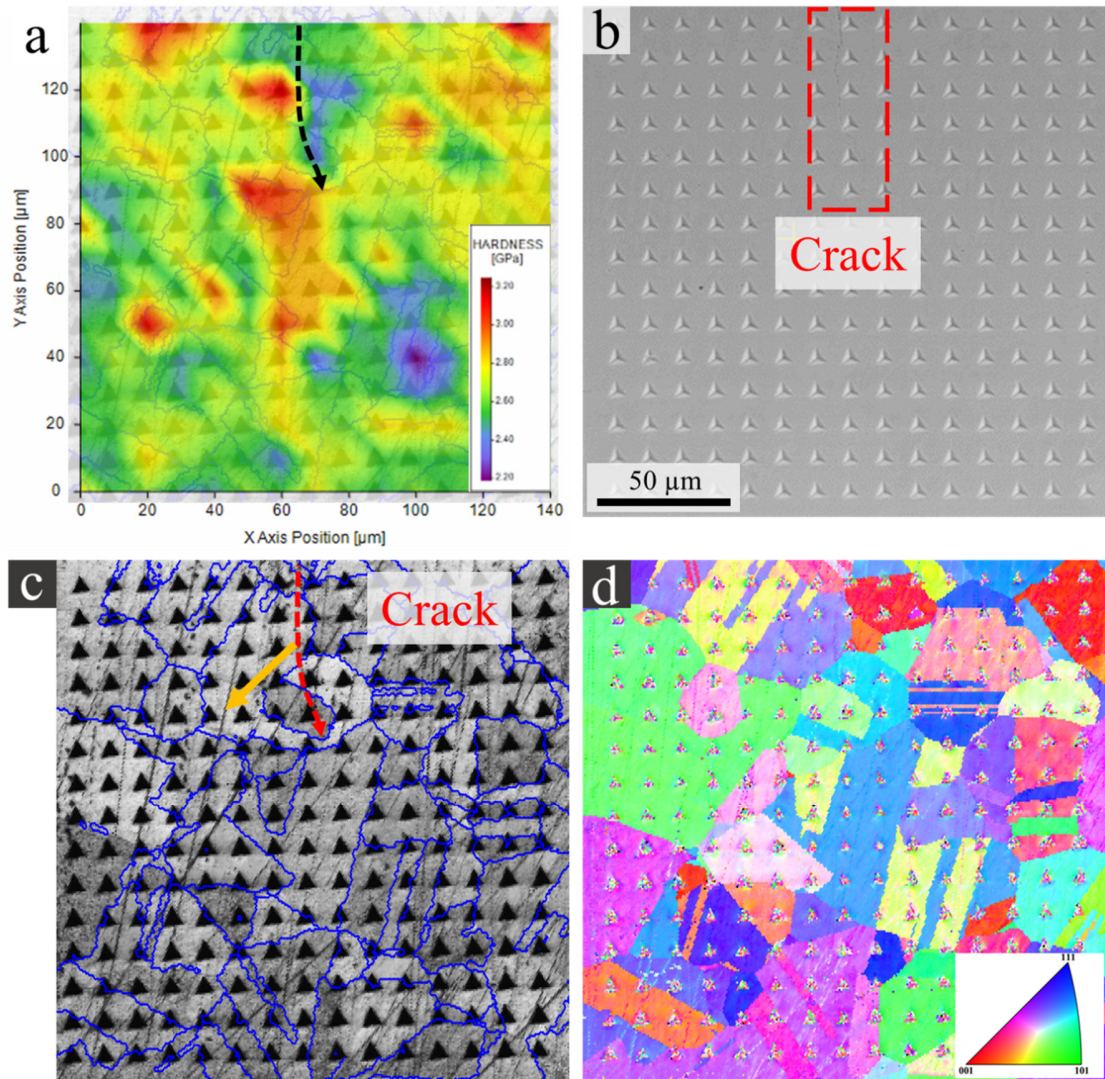 a
120
100
80
60
40
20
0
Y Axis Position [µm]
0 20 40 60 80 100 120 140
X Axis Position [µm]
HARDNESS
[GPa]
3.20
3.00
2.80
2.60
2.40
2.20
b
Crack
50 µm
c
Crack
d
111
001
101